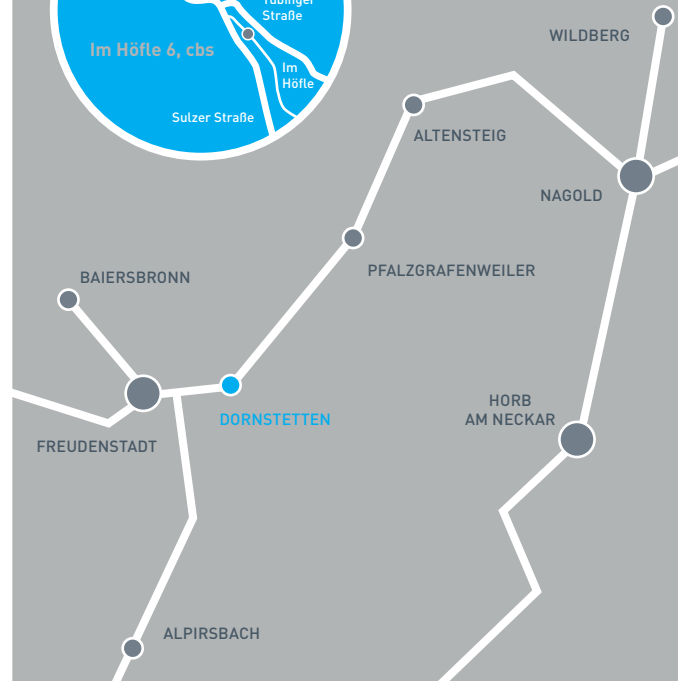 Tübinger
Straße
Im Höfle 6, cbs
Im
Höfle
Sulzer Straße
WILDBERG
ALTENSTEIG
NAGOLD
PFALZGRAFENWEILER
BAIERSBRONN
HORB
AM NECKAR
DORNSTETTEN
FREUDENSTADT
ALPIRSBACH